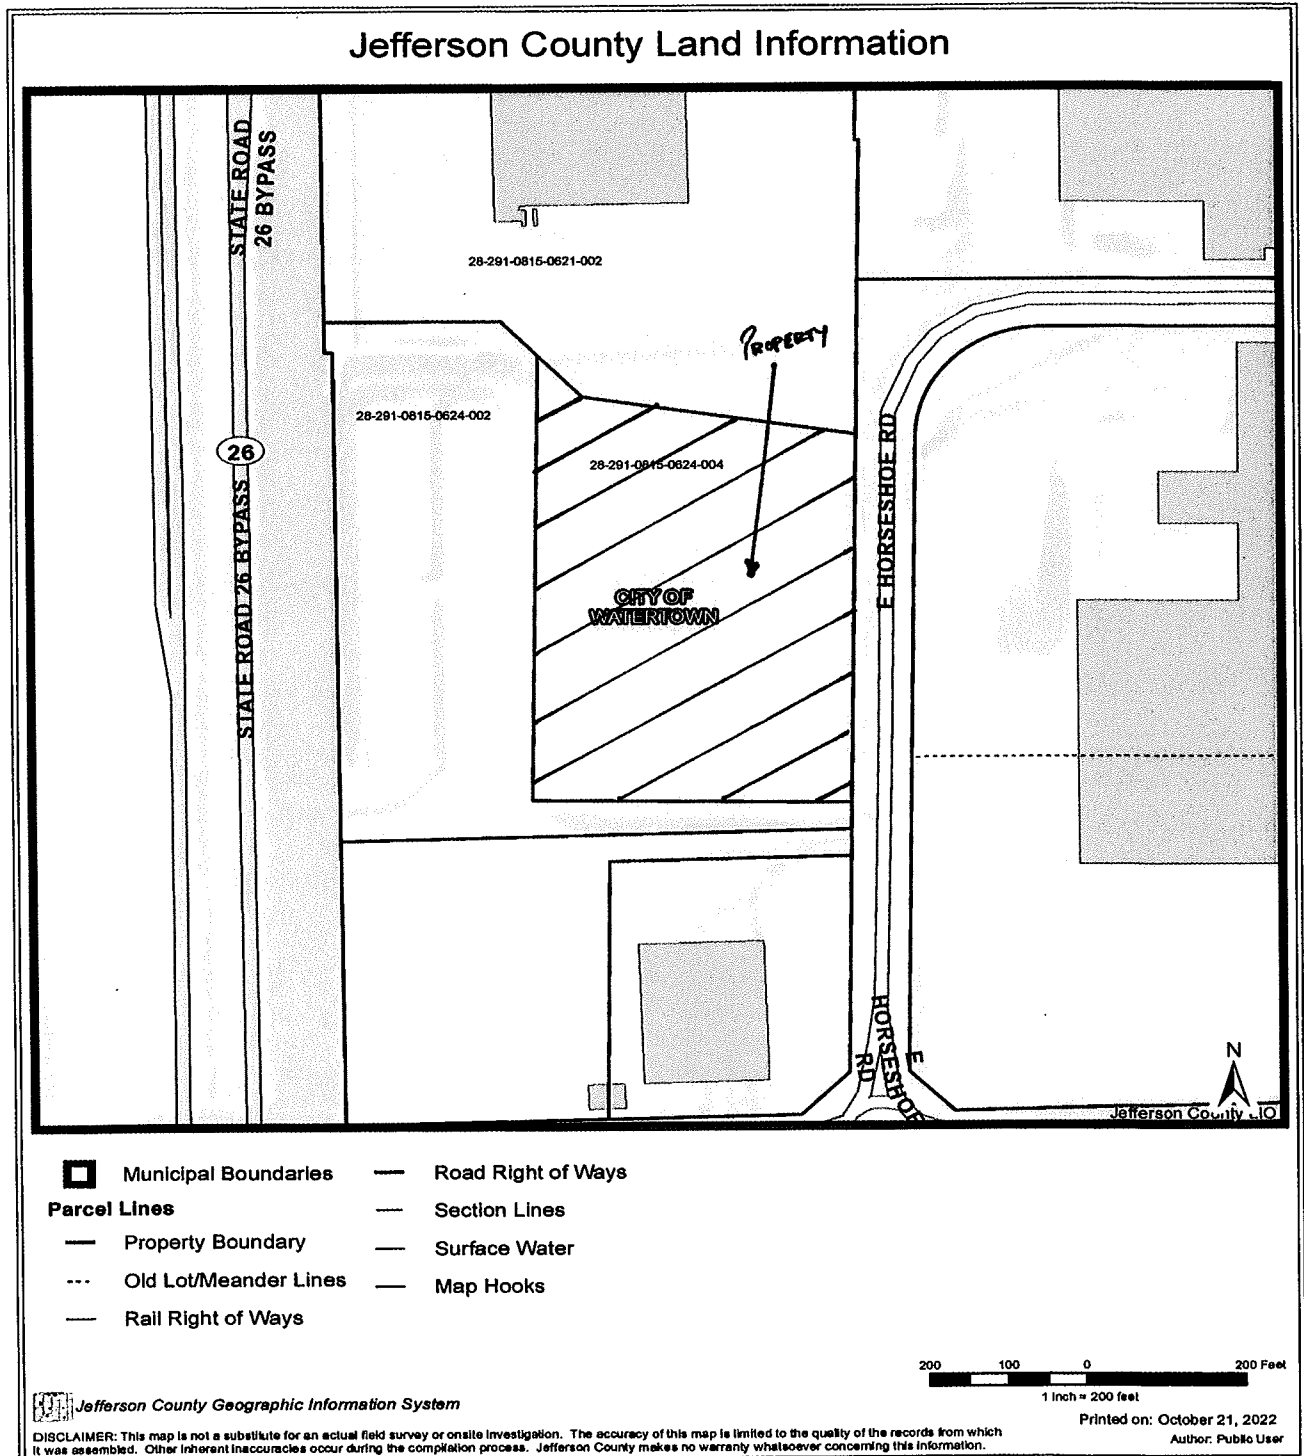 Jefferson County Land Information
STATE ROAD
26 BYPASS
28-291-0815-0621-002
PROPERTY
28-291-0815-0624-002
26
28-291-0815-0624-004
E HORSESHOE RD
STATE ROAD 26 BYPASS
CITY OF
WATERTOWN
E
HORSESHOE
RD
N
Jefferson County LIO
Municipal Boundaries
Road Right of Ways
Parcel Lines
Section Lines
Property Boundary
Surface Water
Old Lot/Meander Lines
Map Hooks
Rail Right of Ways
200 100 0 200 Feet
1 inch = 200 feet
Jefferson County Geographic Information System
Printed on: October 21, 2022
DISCLAIMER: This map is not a substitute for an actual field survey or onsite investigation. The accuracy of this map is limited to the quality of the records from which
it was assembled. Other inherent inaccuracies occur during the compilation process. Jefferson County makes no warranty whatsoever concerning this information.
Author: Public User